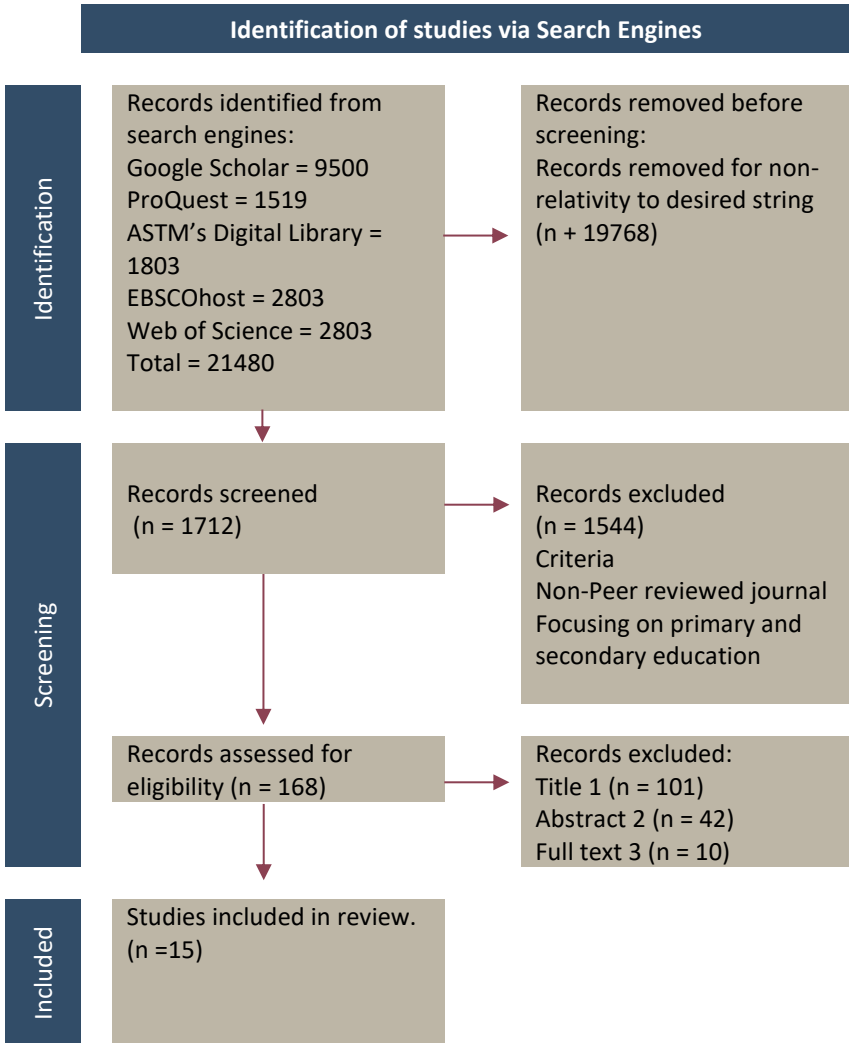 Identification of studies via Search Engines
Identification
Records identified from
search engines:
Google Scholar = 9500
ProQuest = 1519
ASTM’s Digital Library =
1803
EBSCOhost = 2803
Web of Science = 2803
Total = 21480
Records removed before
screening:
Records removed for non-
relativity to desired string
(n + 19768)
Screening
Records screened
(n = 1712)
Records excluded
(n = 1544)
Criteria
Non-Peer reviewed journal
Focusing on primary and
secondary education
Records assessed for
eligibility (n = 168)
Records excluded:
Title 1 (n = 101)
Abstract 2 (n = 42)
Full text 3 (n = 10)
Included
Studies included in review.
(n =15)